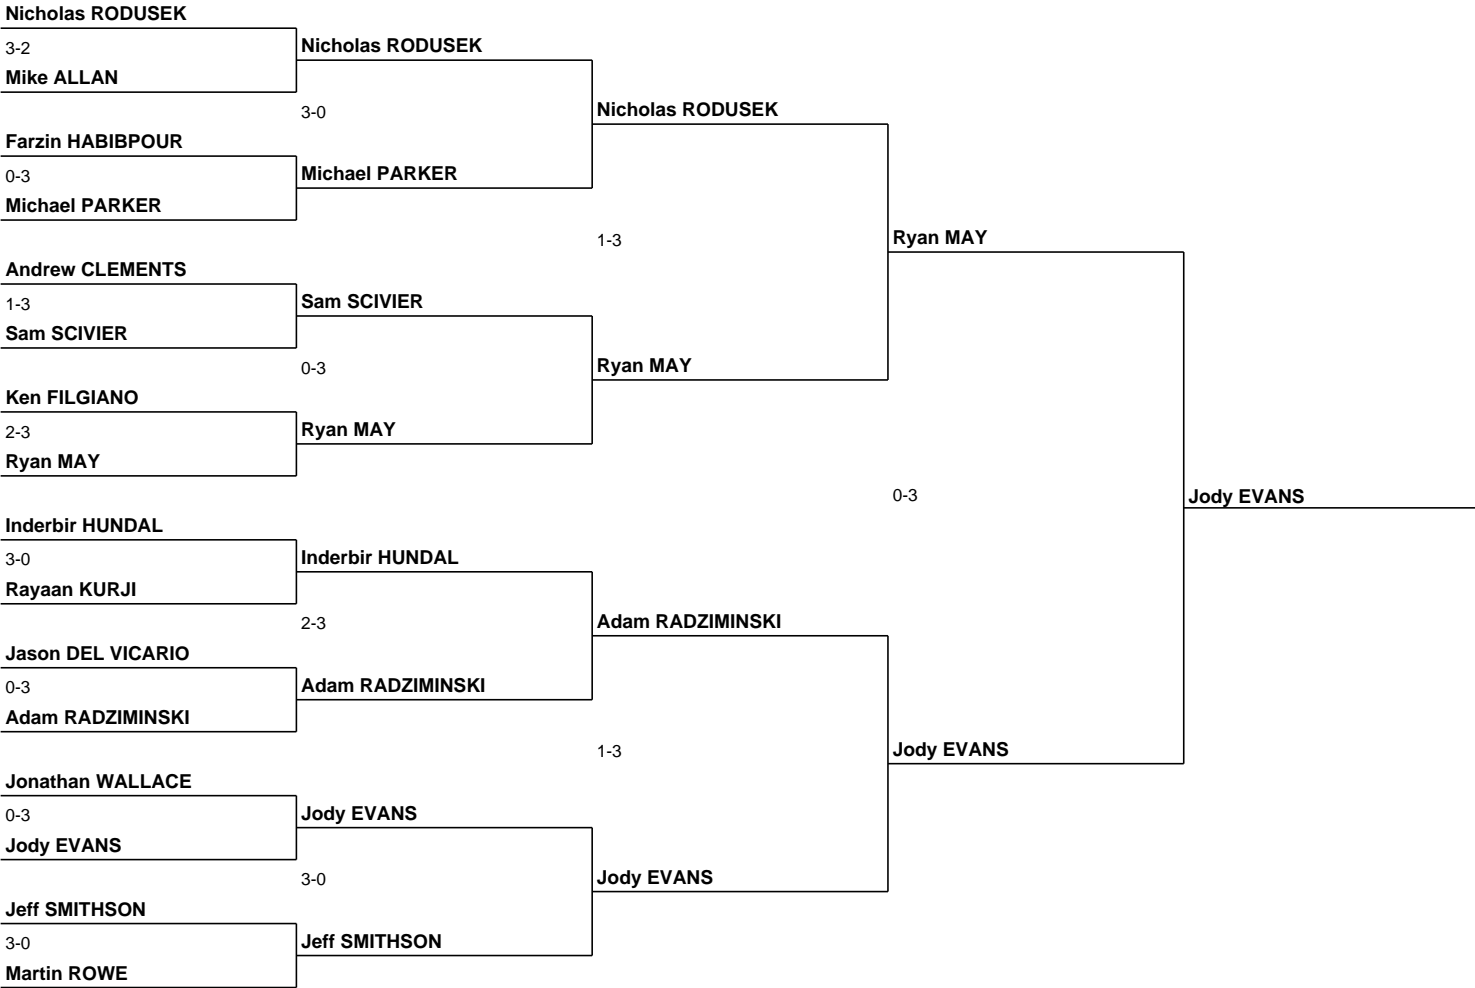 Nicholas RODUSEK
3-2
Mike ALLAN
Farzin HABIBPOUR
0-3
Michael PARKER
Andrew CLEMENTS
1-3
Sam SCIVIER
Ken FILGIANO
2-3
Ryan MAY
Inderbir HUNDAL
3-0
Rayaan KURJI
Jason DEL VICARIO
0-3
Adam RADZIMINSKI
Jonathan WALLACE
0-3
Jody EVANS
Jeff SMITHSON
3-0
Martin ROWE
Nicholas RODUSEK
3-0
Michael PARKER
Sam SCIVIER
0-3
Ryan MAY
Inderbir HUNDAL
2-3
Adam RADZIMINSKI
Jody EVANS
3-0
Jeff SMITHSON
Nicholas RODUSEK
1-3
Ryan MAY
Adam RADZIMINSKI
1-3
Jody EVANS
Ryan MAY
0-3
Jody EVANS
Jody EVANS